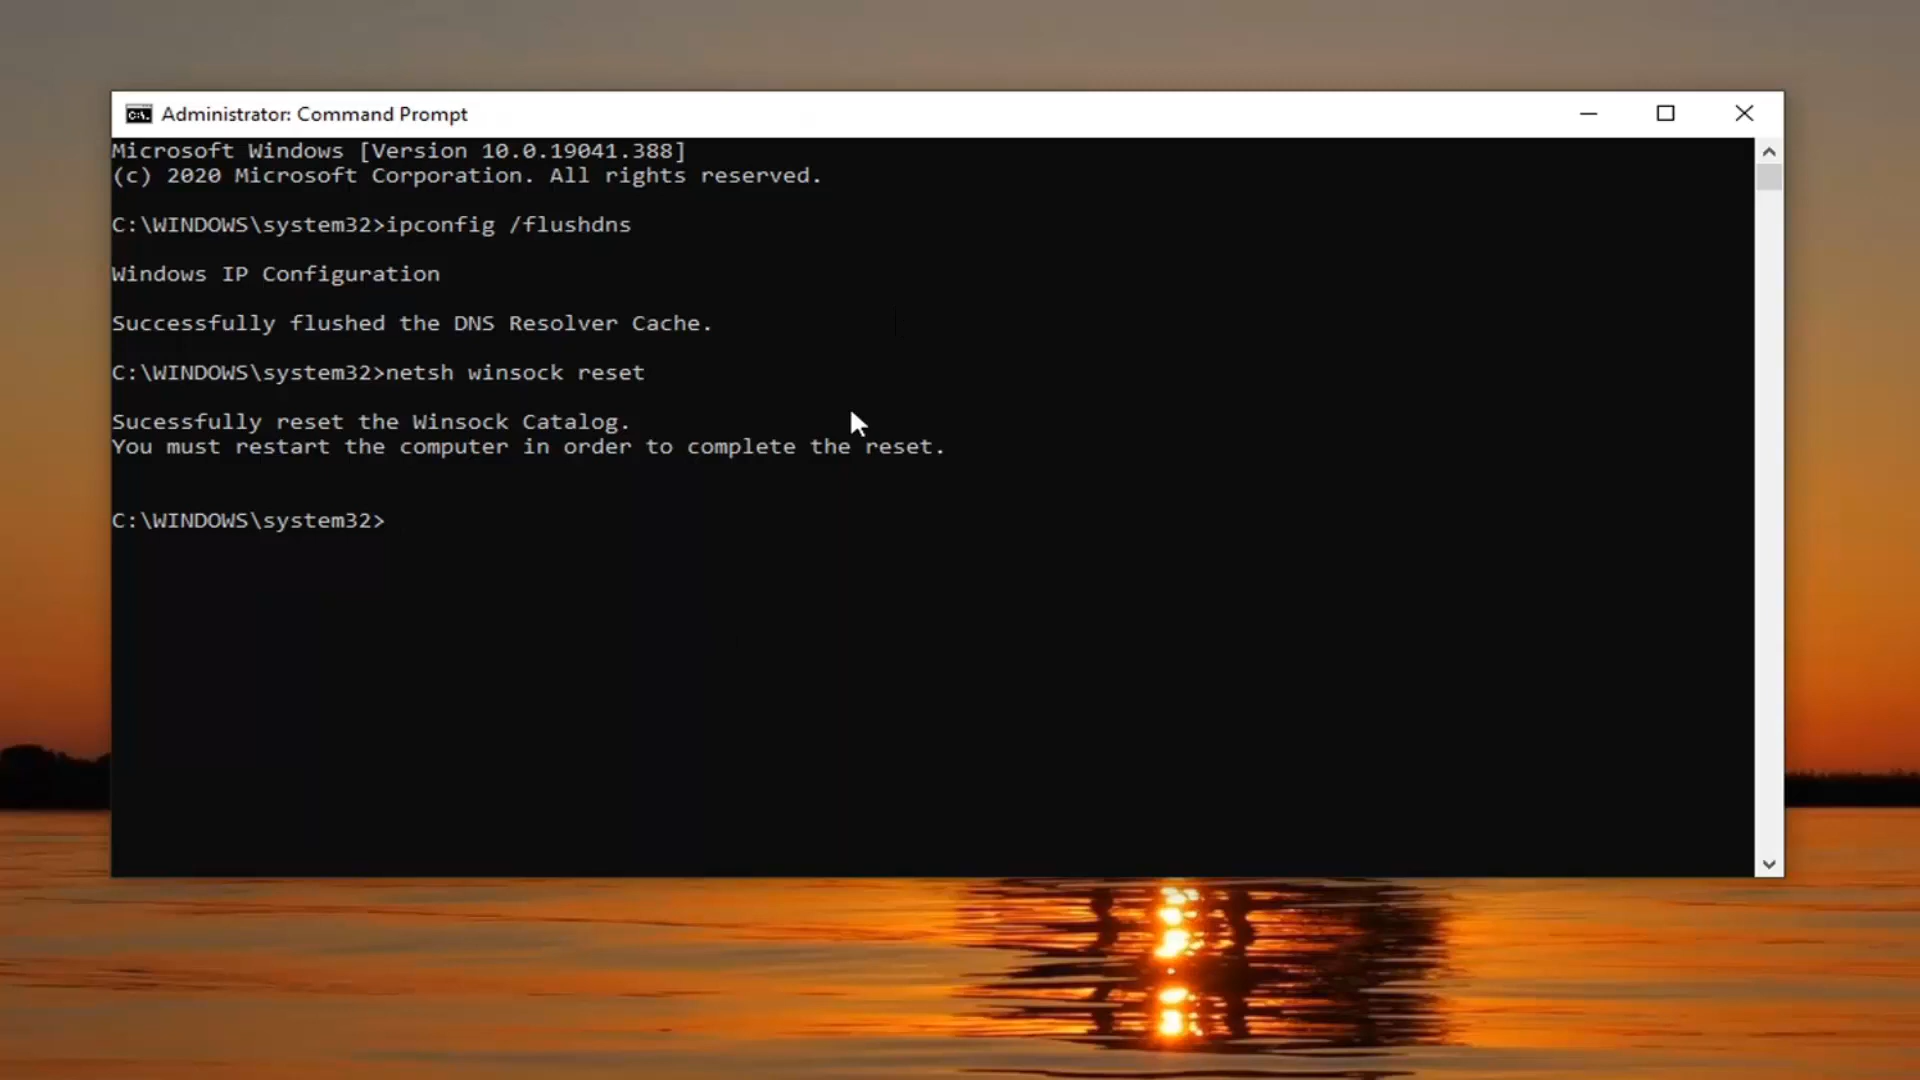 Administrator: Command Prompt
Microsoft Windows [Version 10.0.19041.388]
(c) 2020 Microsoft Corporation. All rights reserved.
C:\WINDOWS\system32>ipconfig /flushdns
Windows IP Configuration
Successfully flushed the DNS Resolver Cache.
C:\WINDOWS\system32>netsh winsock reset
Sucessfully reset the Winsock Catalog.
You must restart the computer in order to complete the reset.
C:\WINDOWS\system32>